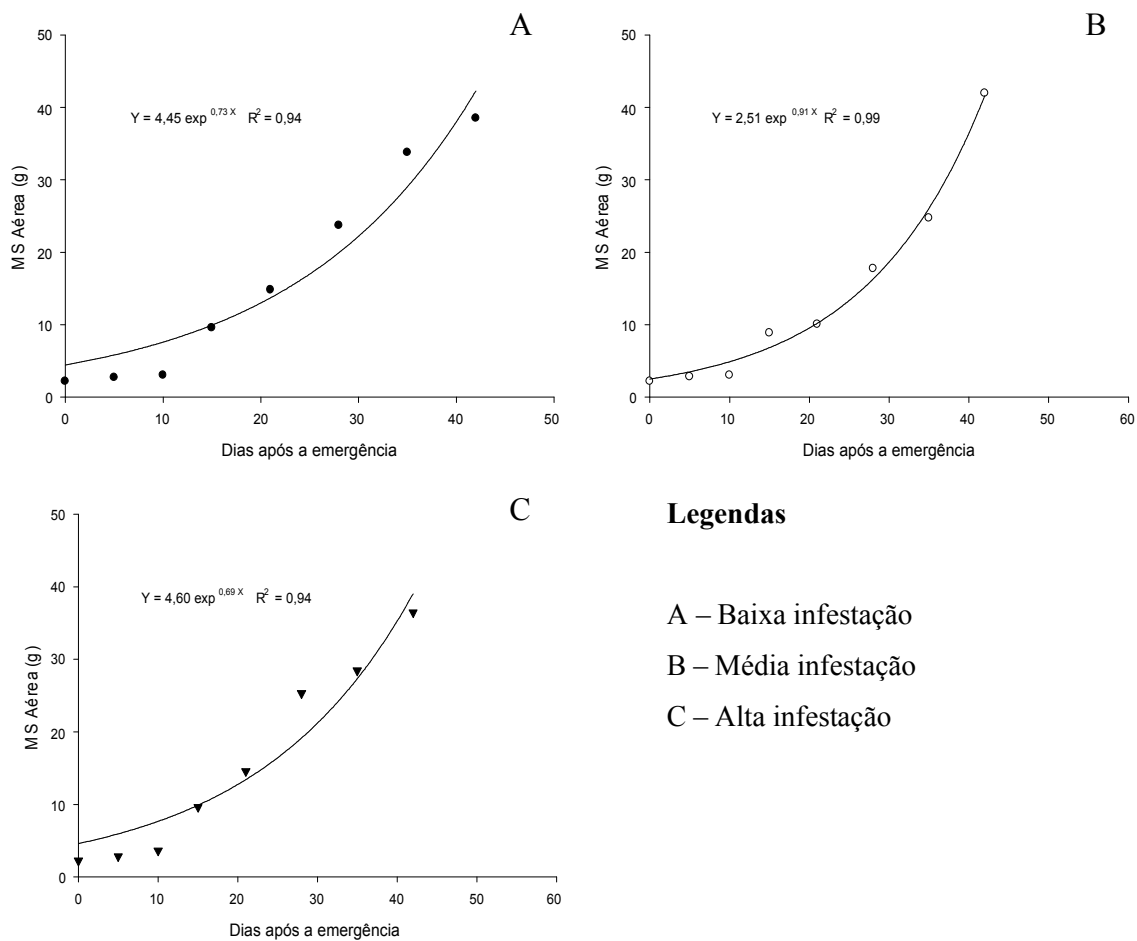 A
50
40
30
20
10
0
Y = 4,45 exp 0,73 X R2 = 0,94
MS Aérea (g)
0 10 20 30 40 50
Dias após a emergência
B
50
40
30
20
10
0
Y = 2,51 exp 0,91 X R2 = 0,99
MS Aérea (g)
0 10 20 30 40 50 60
Dias após a emergência
C
50
40
30
20
10
0
Y = 4,60 exp 0,69 X R2 = 0,94
MS Aérea (g)
0 10 20 30 40 50 60
Dias após a emergência
Legendas
A – Baixa infestação
B – Média infestação
C – Alta infestação